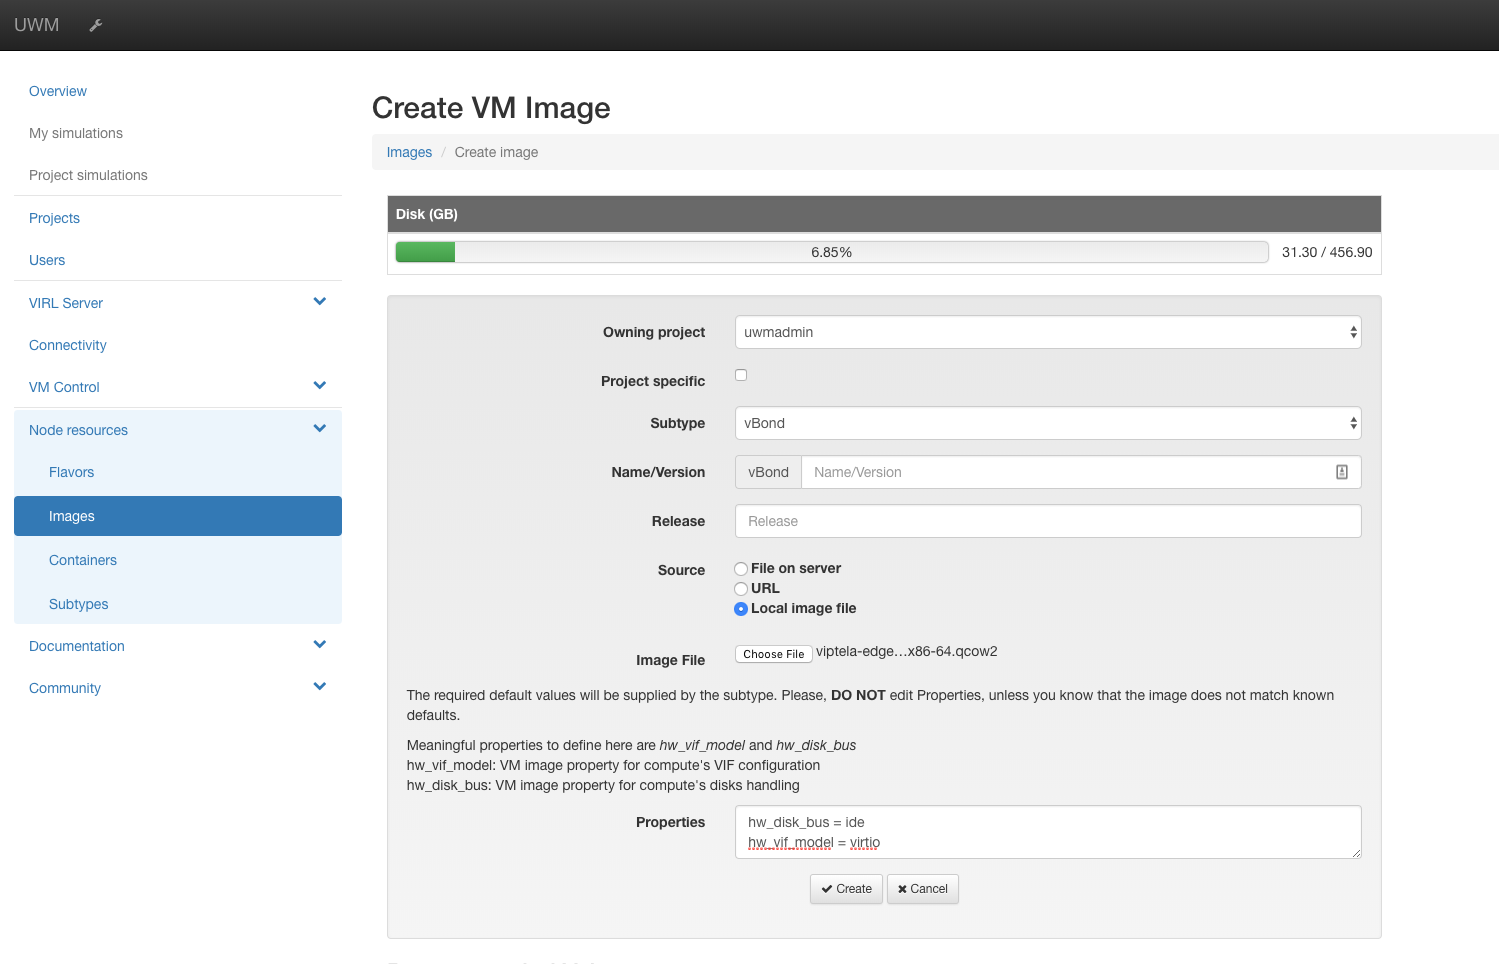 UWM
Overview
My simulations
Project simulations
Projects
Users
VIRL Server
Connectivity
VM Control
Node resources
Flavors
Images
Containers
Subtypes
Documentation
Community
Create VM Image
Images / Create image
Disk (GB)
6.85% 31.30 / 456.90
Owning project uwmadmin
Project specific
Subtype vBond
Name/Version vBond Name/Version
Release Release
Source File on server
URL
Local image file
Image File Choose File viptela-edge…x86-64.qcow2
The required default values will be supplied by the subtype. Please, DO NOT edit Properties, unless you know that the image does not match known
defaults.
Meaningful properties to define here are hw_vif_model and hw_disk_bus
hw_vif_model: VM image property for compute's VIF configuration
hw_disk_bus: VM image property for compute's disks handling
Properties hw_disk_bus = ide
hw_vif_model = virtio
Create Cancel